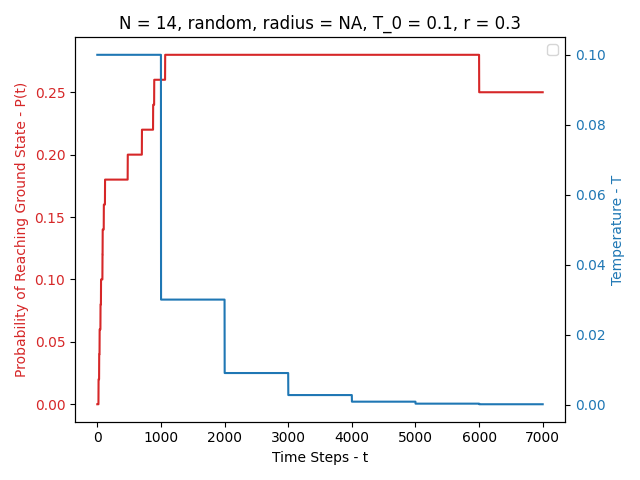 N = 14, random, radius = NA, T_0 = 0.1, r = 0.3
Probability of Reaching Ground State - P(t)
0.25
0.20
0.15
0.10
0.05
0.00
0.10
0.08
0.06
0.04
0.02
0.00
Temperature - T
0 1000 2000 3000 4000 5000 6000 7000
Time Steps - t